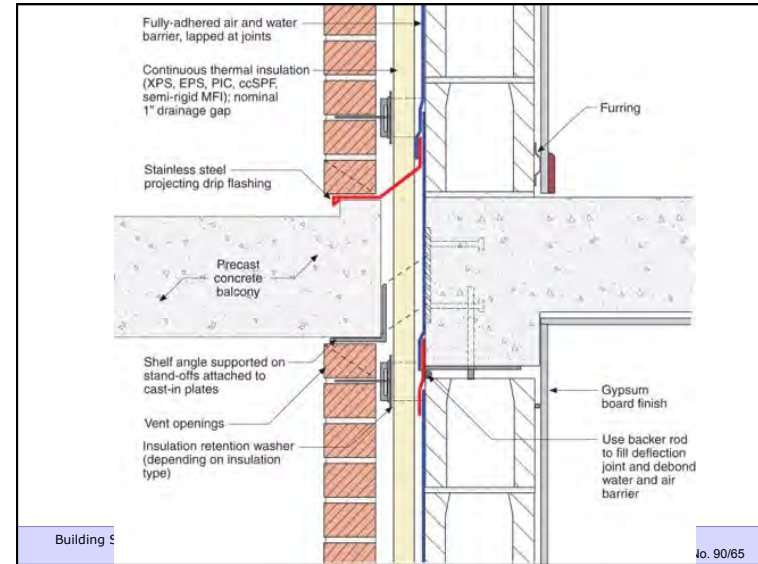 Fully-adhered air and water
barrier, lapped at joints
Continuous thermal insulation
(XPS, EPS, PIC, ccSPF,
semi-rigid MFI); nominal
1" drainage gap
Furring
Stainless steel
projecting drip flashing
Precast
concrete
balcony
Shelf angle supported on
stand-offs attached to
cast-in plates
Vent openings
Insulation retention washer
(depending on insulation
type)
Gypsum
board finish
Use backer rod
to fill deflection
joint and debond
water and air
barrier
Building S
No. 90/65